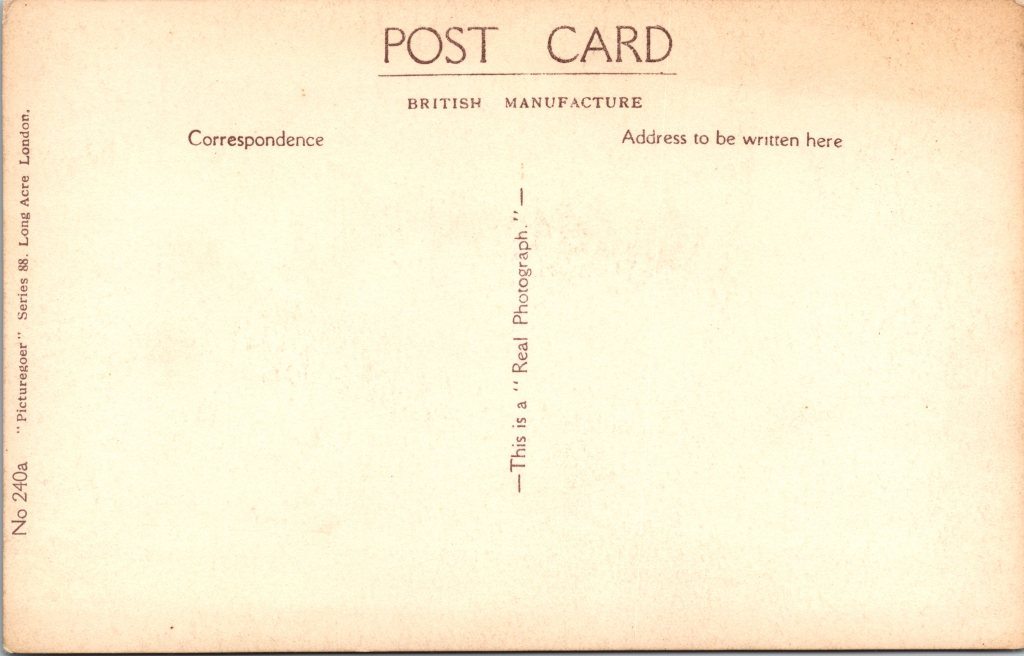 POST CARD
BRITISH MANUFACTURE
Correspondence
Address to be written here
—This is a "Real Photograph."—
No 240a "Picturegoer" Series 88. Long Acre London.